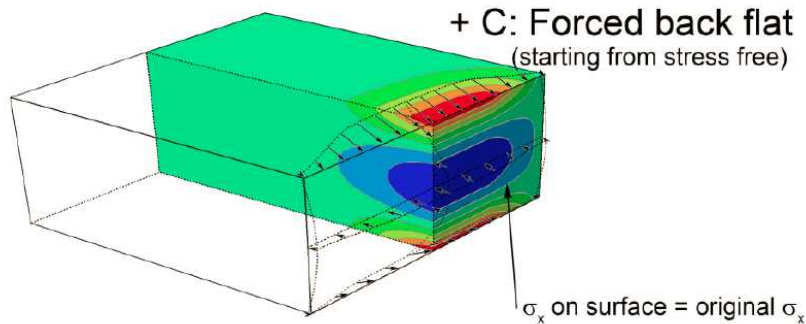 + C: Forced back flat
(starting from stress free)
σₓ on surface = original σₓ